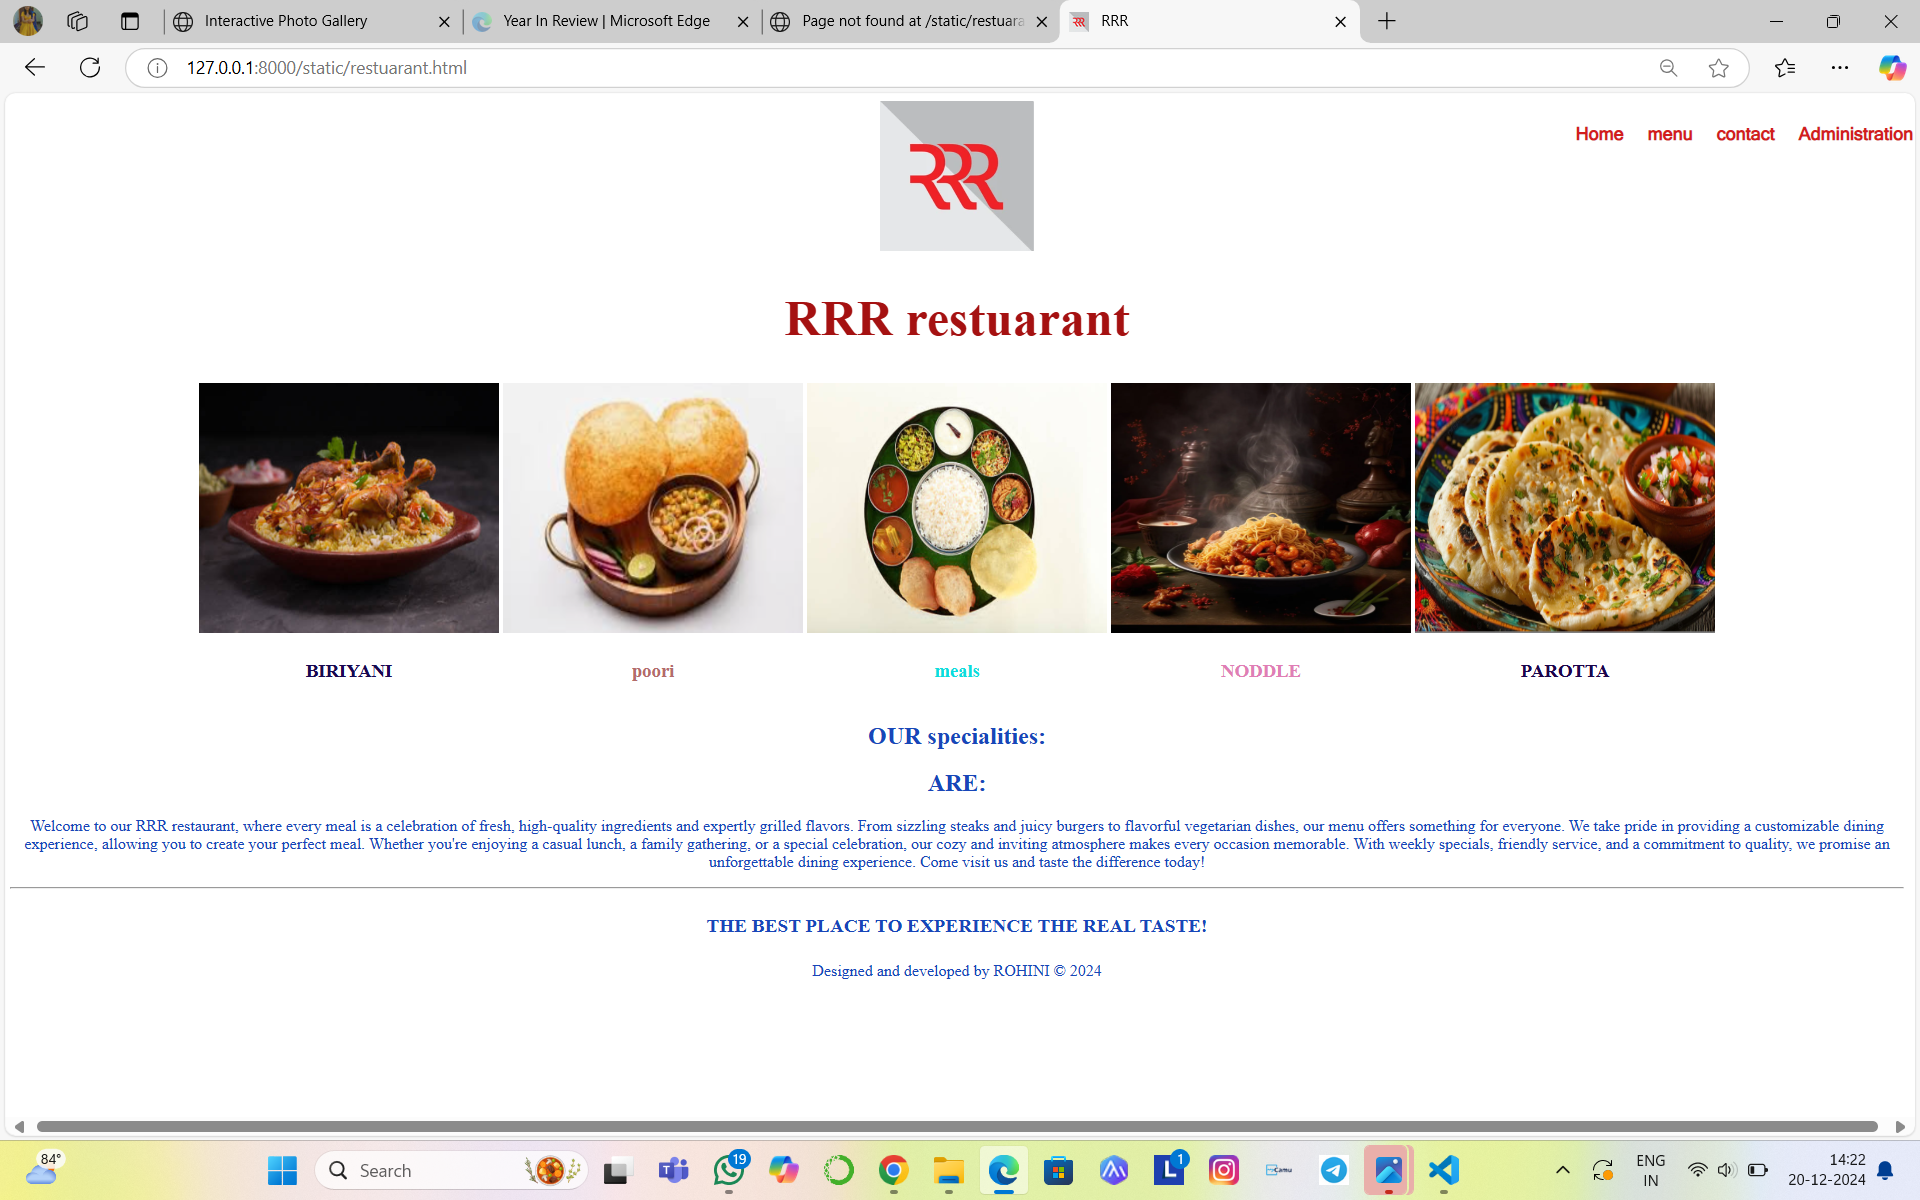 Interactive Photo Gallery
Year In Review | Microsoft Edge
Page not found at /static/restuara
RRR
127.0.0.1:8000/static/restuarant.html
RRR
Home menu contact Administration
RRR restuarant
BIRIYANI poori meals NODDLE PAROTTA
OUR specialities:
ARE:
Welcome to our RRR restaurant, where every meal is a celebration of fresh, high-quality ingredients and expertly grilled flavors. From sizzling steaks and juicy burgers to flavorful vegetarian dishes, our menu offers something for everyone. We take pride in providing a customizable dining
experience, allowing you to create your perfect meal. Whether you're enjoying a casual lunch, a family gathering, or a special celebration, our cozy and inviting atmosphere makes every occasion memorable. With weekly specials, friendly service, and a commitment to quality, we promise an
unforgettable dining experience. Come visit us and taste the difference today!
THE BEST PLACE TO EXPERIENCE THE REAL TASTE!
Designed and developed by ROHINI © 2024
84°
Search
19
1
Camu
ENG
IN
14:22
20-12-2024